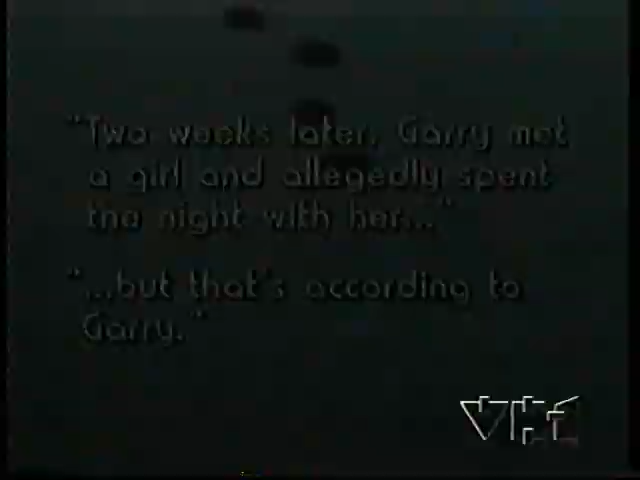 "Two weeks later, Garry met
a girl and allegedly spent
the night with her..."
"...but that's according to
Garry."
VH1